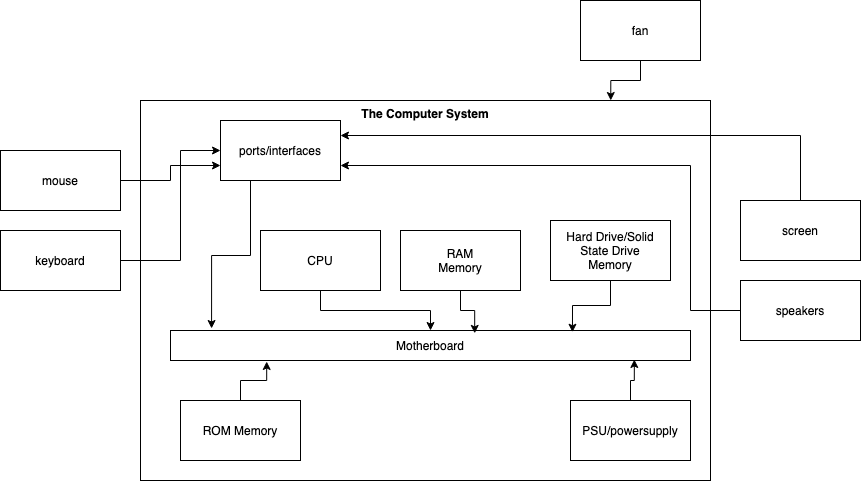 fan
The Computer System
ports/interfaces
mouse
screen
Hard Drive/Solid
State Drive
Memory
keyboard
CPU
RAM
Memory
speakers
Motherboard
ROM Memory
PSU/powersupply